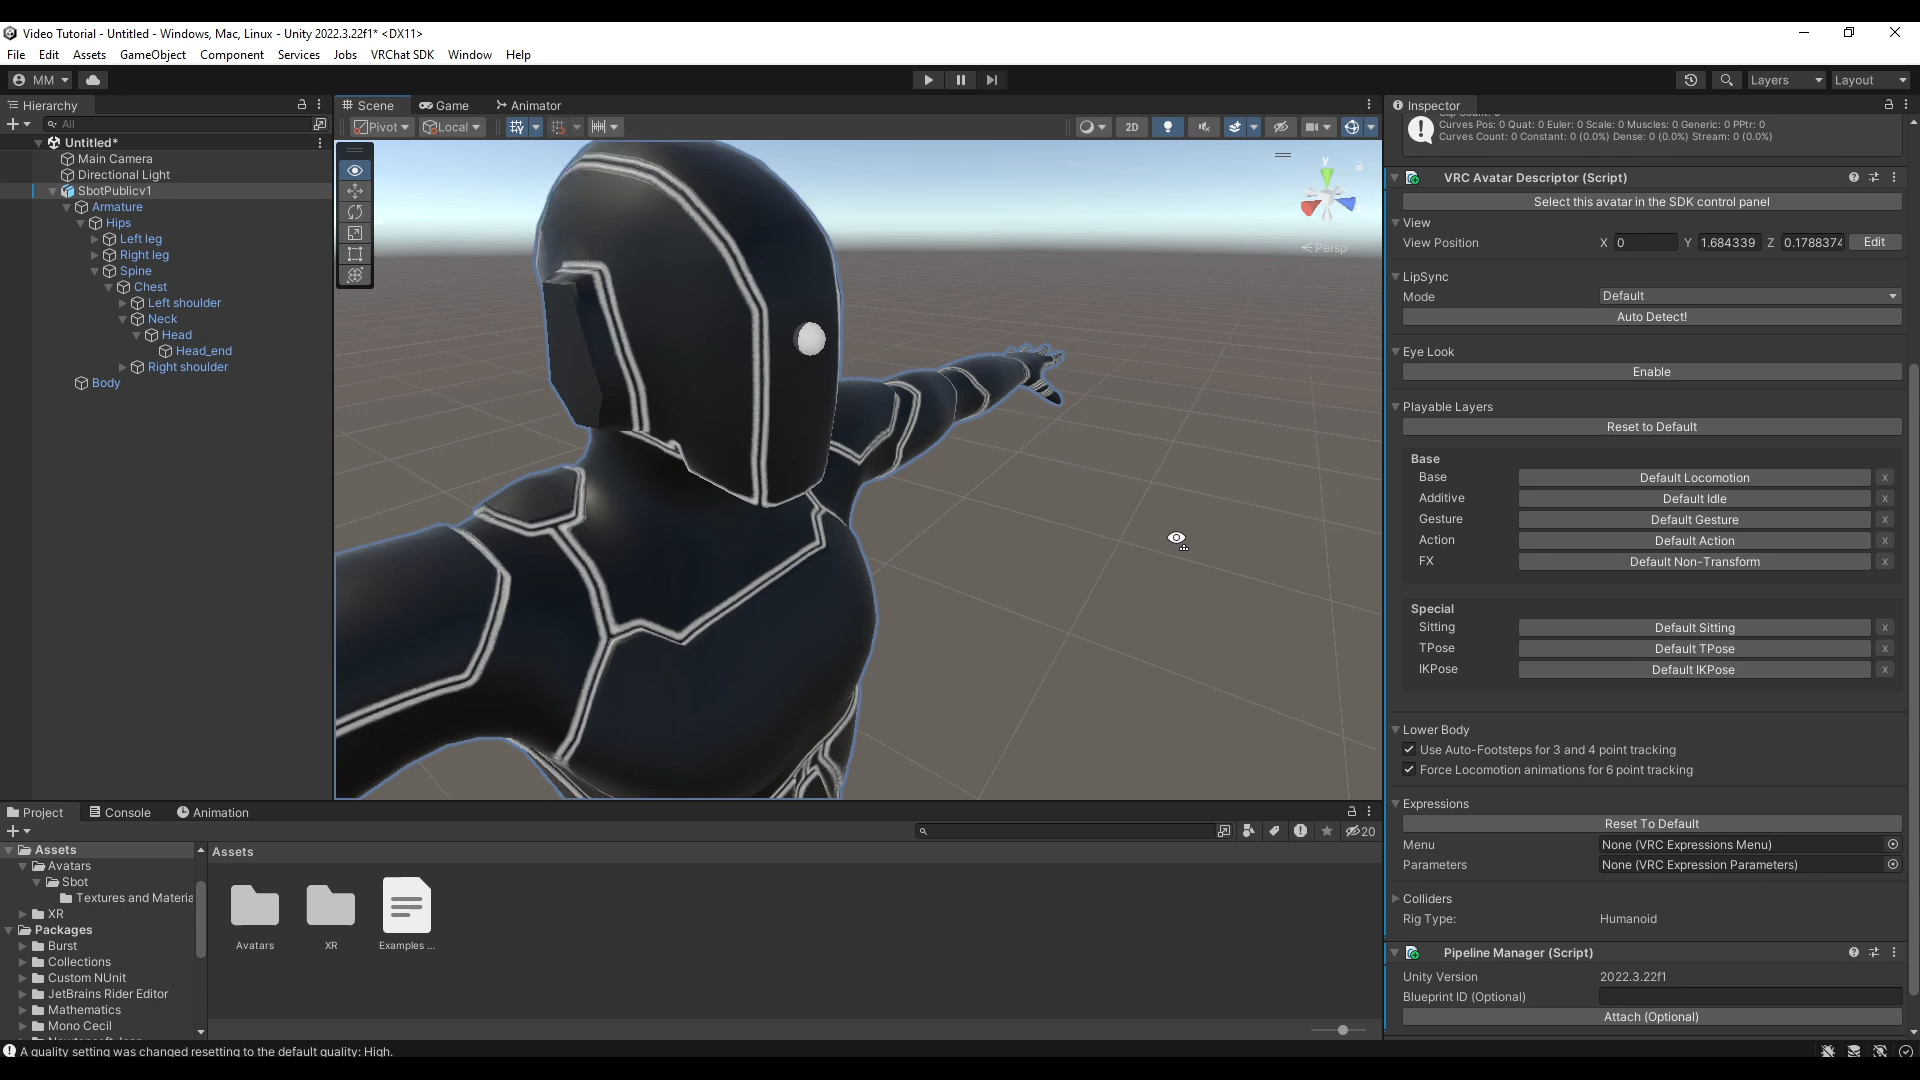 Video Tutorial - Untitled - Windows, Mac, Linux - Unity 2022.3.22f1* <DX11>
File Edit Assets GameObject Component Services Jobs VRChat SDK Window Help
MM
Layers
Layout
Hierarchy
All
Untitled*
Main Camera
Directional Light
SbotPublicv1
Armature
Hips
Left leg
Right leg
Spine
Chest
Left shoulder
Neck
Head
Head_end
Right shoulder
Body
Scene
Game
Animator
Pivot
Local
2D
y
Persp
Inspector
Curves Pos: 0 Quat: 0 Euler: 0 Scale: 0 Muscles: 0 Generic: 0 PPtr: 0
Curves Count: 0 Constant: 0 (0.0%) Dense: 0 (0.0%) Stream: 0 (0.0%)
VRC Avatar Descriptor (Script)
Select this avatar in the SDK control panel
View
View Position X 0 Y 1.684339 Z 0.1788374 Edit
LipSync
Mode Default
Auto Detect!
Eye Look
Enable
Playable Layers
Reset to Default
Base
Base Default Locomotion x
Additive Default Idle x
Gesture Default Gesture x
Action Default Action x
FX Default Non-Transform x
Special
Sitting Default Sitting x
TPose Default TPose x
IKPose Default IKPose x
Lower Body
Use Auto-Footsteps for 3 and 4 point tracking
Force Locomotion animations for 6 point tracking
Expressions
Reset To Default
Menu None (VRC Expressions Menu)
Parameters None (VRC Expression Parameters)
Colliders
Rig Type: Humanoid
Pipeline Manager (Script)
Unity Version 2022.3.22f1
Blueprint ID (Optional)
Attach (Optional)
Project
Console
Animation
20
Assets
Avatars
Sbot
Textures and Materia
XR
Packages
Burst
Collections
Custom NUnit
JetBrains Rider Editor
Mathematics
Mono Cecil
Assets
Avatars
XR
Examples ...
A quality setting was changed resetting to the default quality: High.